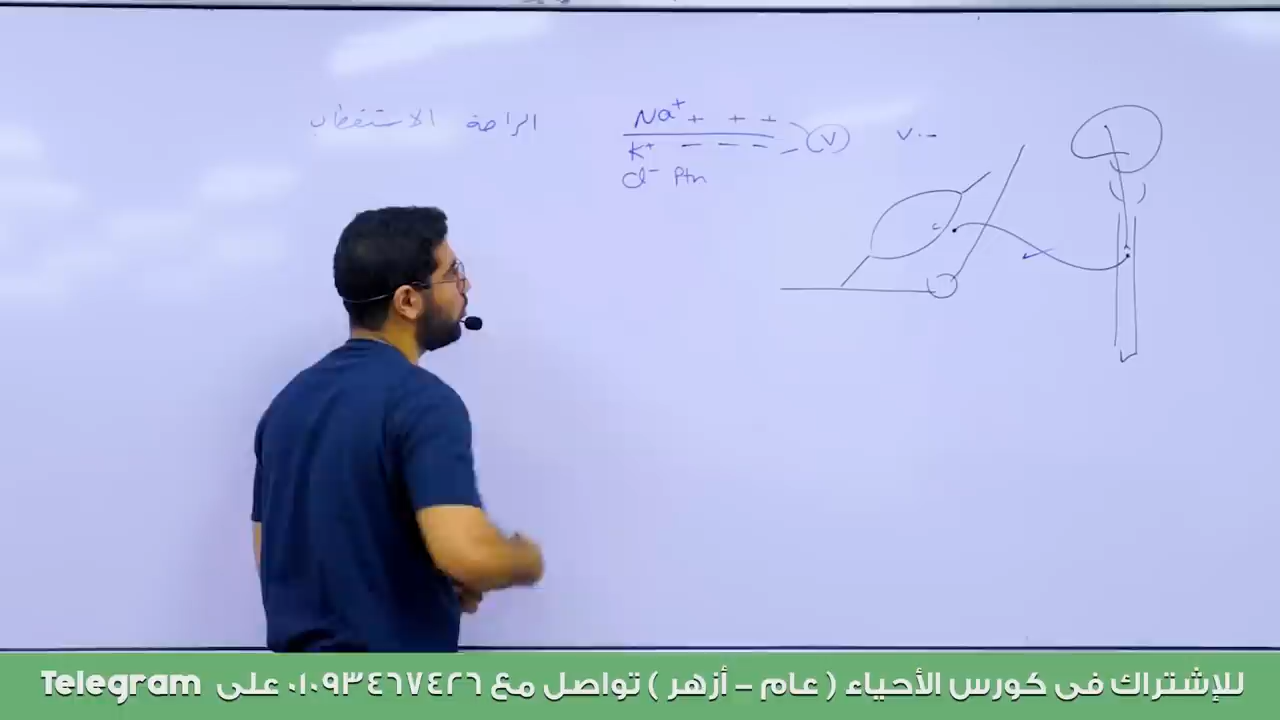 الراحة الاستقطاب
Na+ + + +
K+ - - - -
Cl- Ptn
V
V --
للإشتراك فى كورس الأحياء ( عام - أزهر ) تواصل مع ٠١٠٩٣٤٦٧٤٢٦ على Telegram